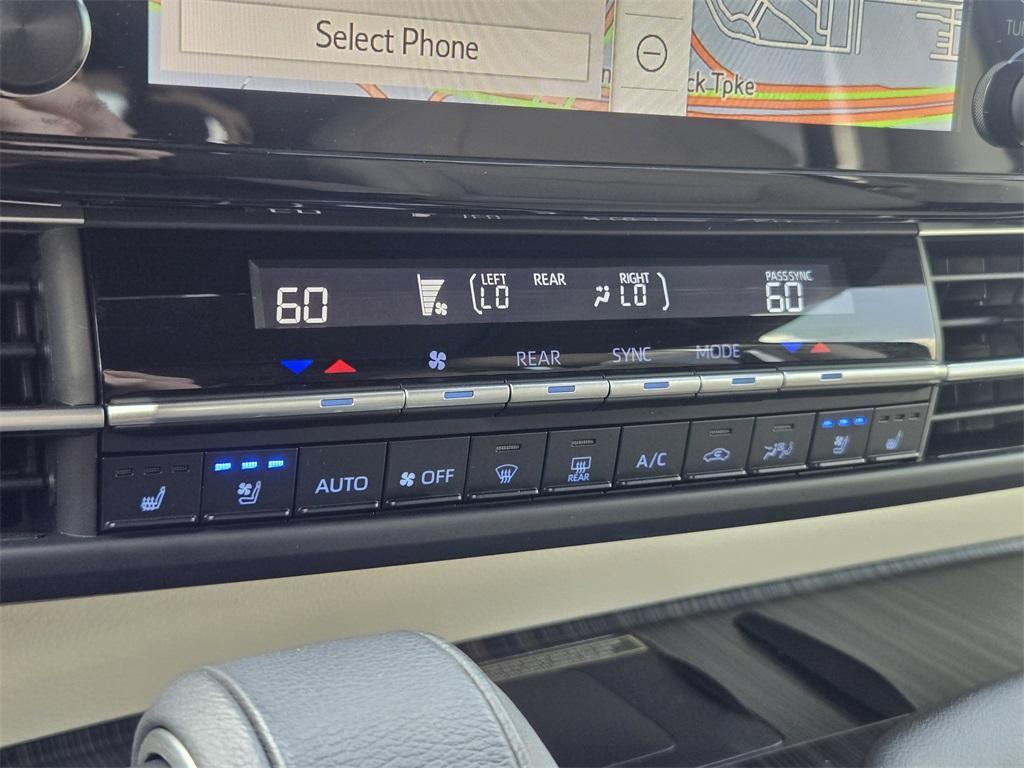 Select Phone
ck Tpke
TU
LEFT REAR RIGHT PASS SYNC
60 LO LO 60
REAR SYNC MODE
AUTO OFF REAR A/C